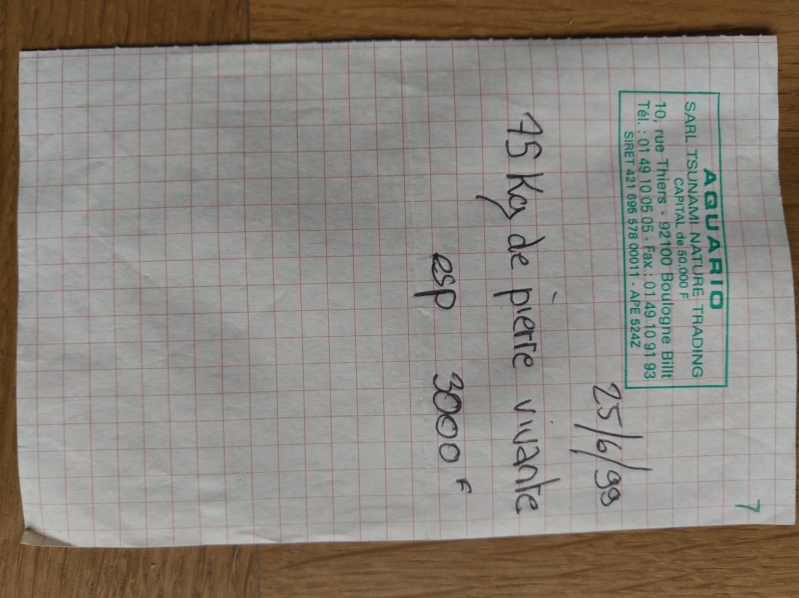 7
AQUARIO
SARL TSUNAMI NATURE TRADING
CAPITAL de 50.000 F
10, rue Thiers - 92100 Boulogne Billt
Tél. : 01 49 10 05 05 - Fax : 01 49 10 91 93
SIRET 421 696 578 00011 - APE 524Z
25/6/99
75 Kg de pierre vivante
esp 3000 F